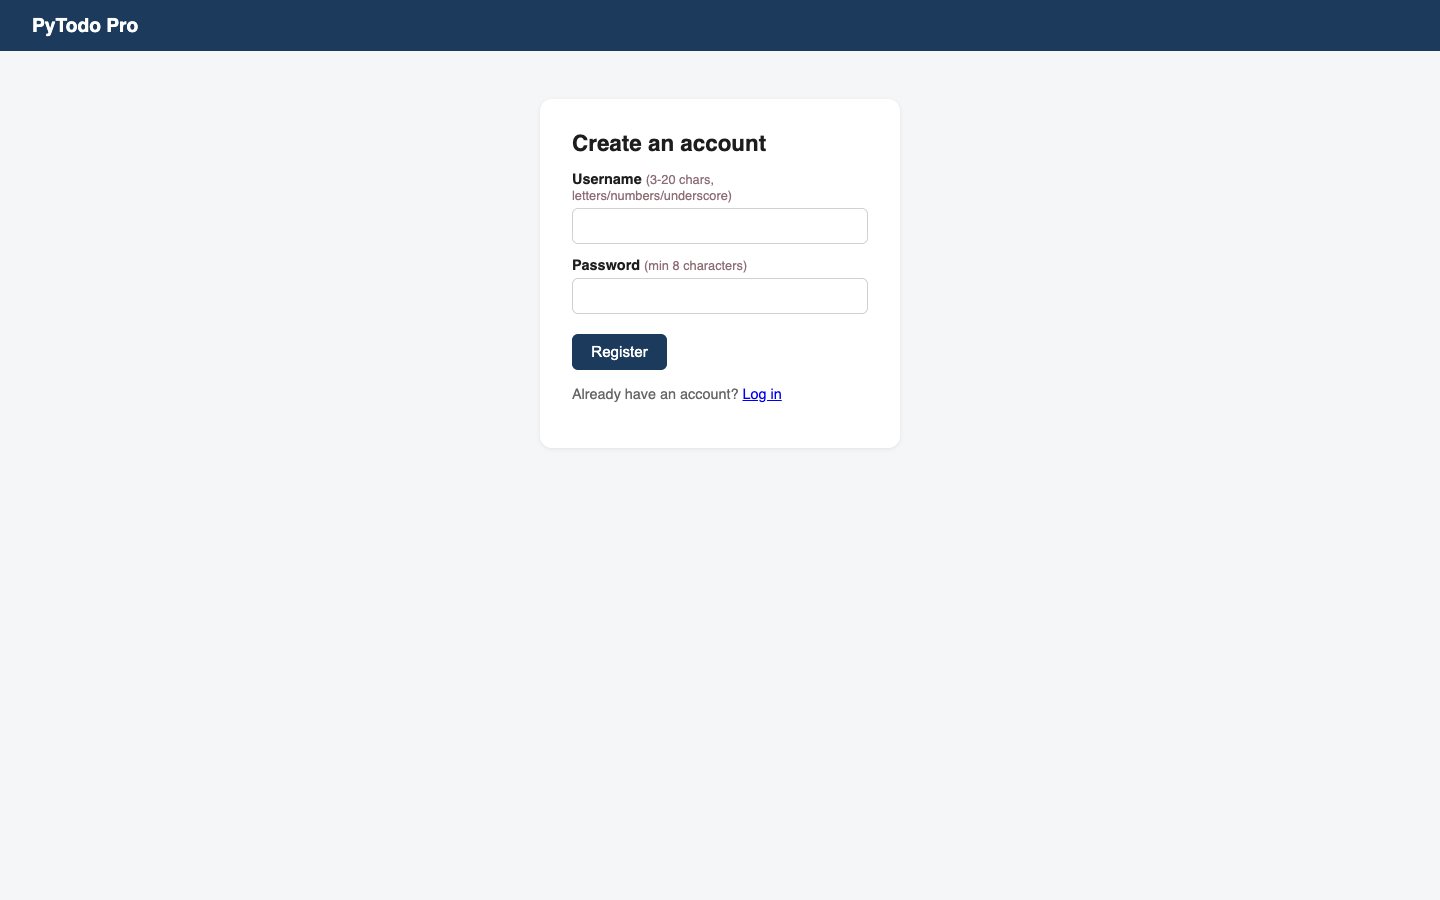 PyTodo Pro
Create an account
Username (3-20 chars,
letters/numbers/underscore)
Password (min 8 characters)
Register
Already have an account? Log in